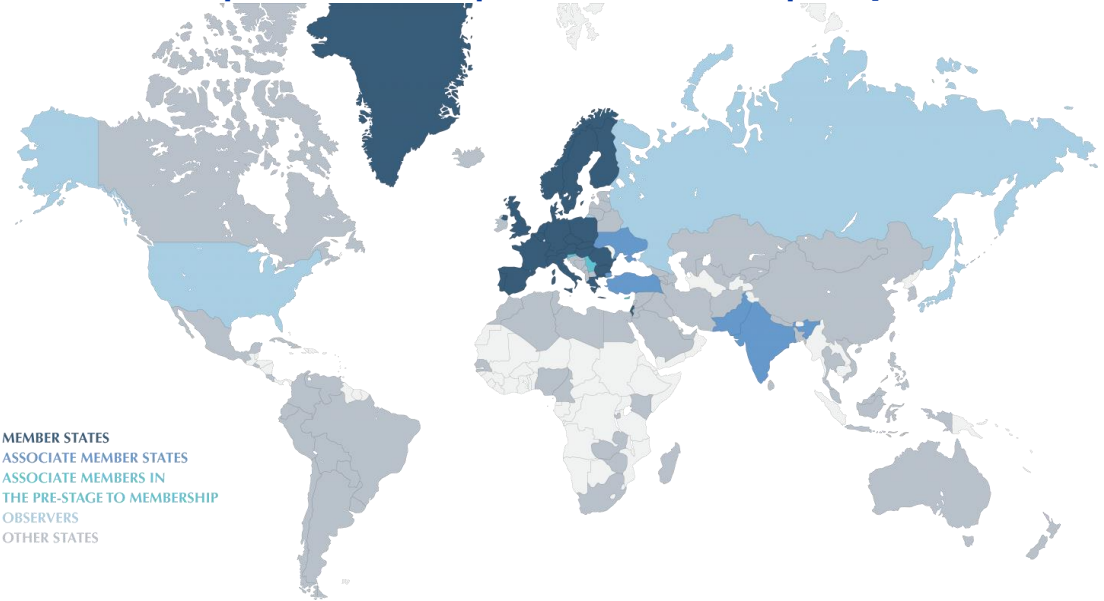 MEMBER STATES
ASSOCIATE MEMBER STATES
ASSOCIATE MEMBERS IN
THE PRE-STAGE TO MEMBERSHIP
OBSERVERS
OTHER STATES